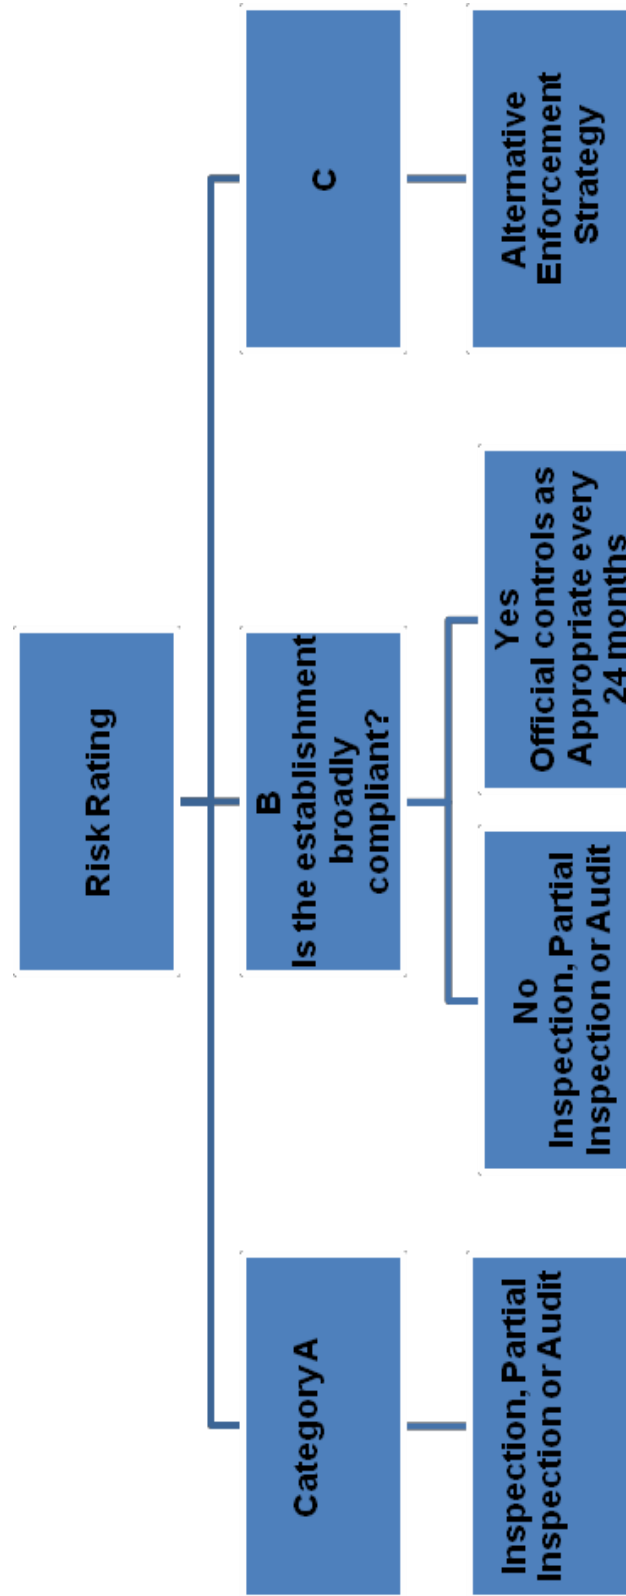 Risk Rating
Category A
B
Is the establishment
broadly
compliant?
C
Inspection, Partial
Inspection or Audit
No
Inspection, Partial
Inspection or Audit
Yes
Official controls as
Appropriate every
24 months
Alternative
Enforcement
Strategy